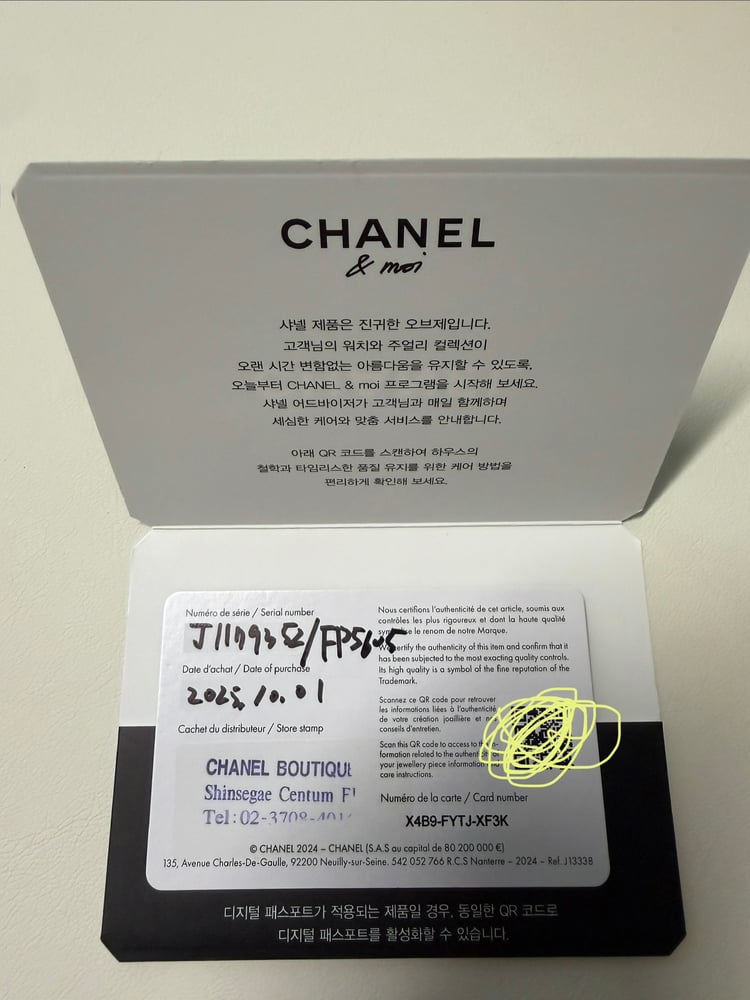 CHANEL
& moi
샤넬 제품은 진귀한 오브제입니다.
고객님의 워치와 주얼리 컬렉션이
오랜 시간 변함없는 아름다움을 유지할 수 있도록,
오늘부터 CHANEL & moi 프로그램을 시작해 보세요.
샤넬 어드바이저가 고객님과 매일 함께하며
세심한 케어와 맞춤 서비스를 안내합니다.
아래 QR 코드를 스캔하여 하우스의
철학과 타임리스한 품질 유지를 위한 케어 방법을
편리하게 확인해 보세요.
Numéro de série / Serial number
Date d'achat / Date of purchase
10.01
Cachet du distributeur / Store stamp
CHANEL BOUTIQUE
Shinsegae Centum
Tel:02-3708-
Nous certifions l'authenticité de cet article, soumis aux
contrôles les plus rigoureux et dont la haute qualité
le renom de notre Marque.
certify the authenticity of this item and confirm that it
has been subjected to the most exacting quality controls.
Its high quality is a symbol of the fine reputation of the
Trademark.
Scannez ce QR code pour retrouver
les informations liées à l'authenticité
de votre création joaillière et
conseils d'entretien.
Scan this QR code to access to
formation related to the
your jewellery piece information
care instructions.
Numéro de la carte / Card number
X4B9-FYTJ-XF3K
© CHANEL 2024 – CHANEL (S.A.S au capital de 80 200 000 €)
135, Avenue Charles-De-Gaulle, 92200 Neuilly-sur-Seine. 542 052 766 R.C.S Nanterre – 2024 – Ref. J13338
디지털 패스포트가 적용되는 제품일 경우, 동일한 QR 코드로
디지털 패스포트를 활성화할 수 있습니다.